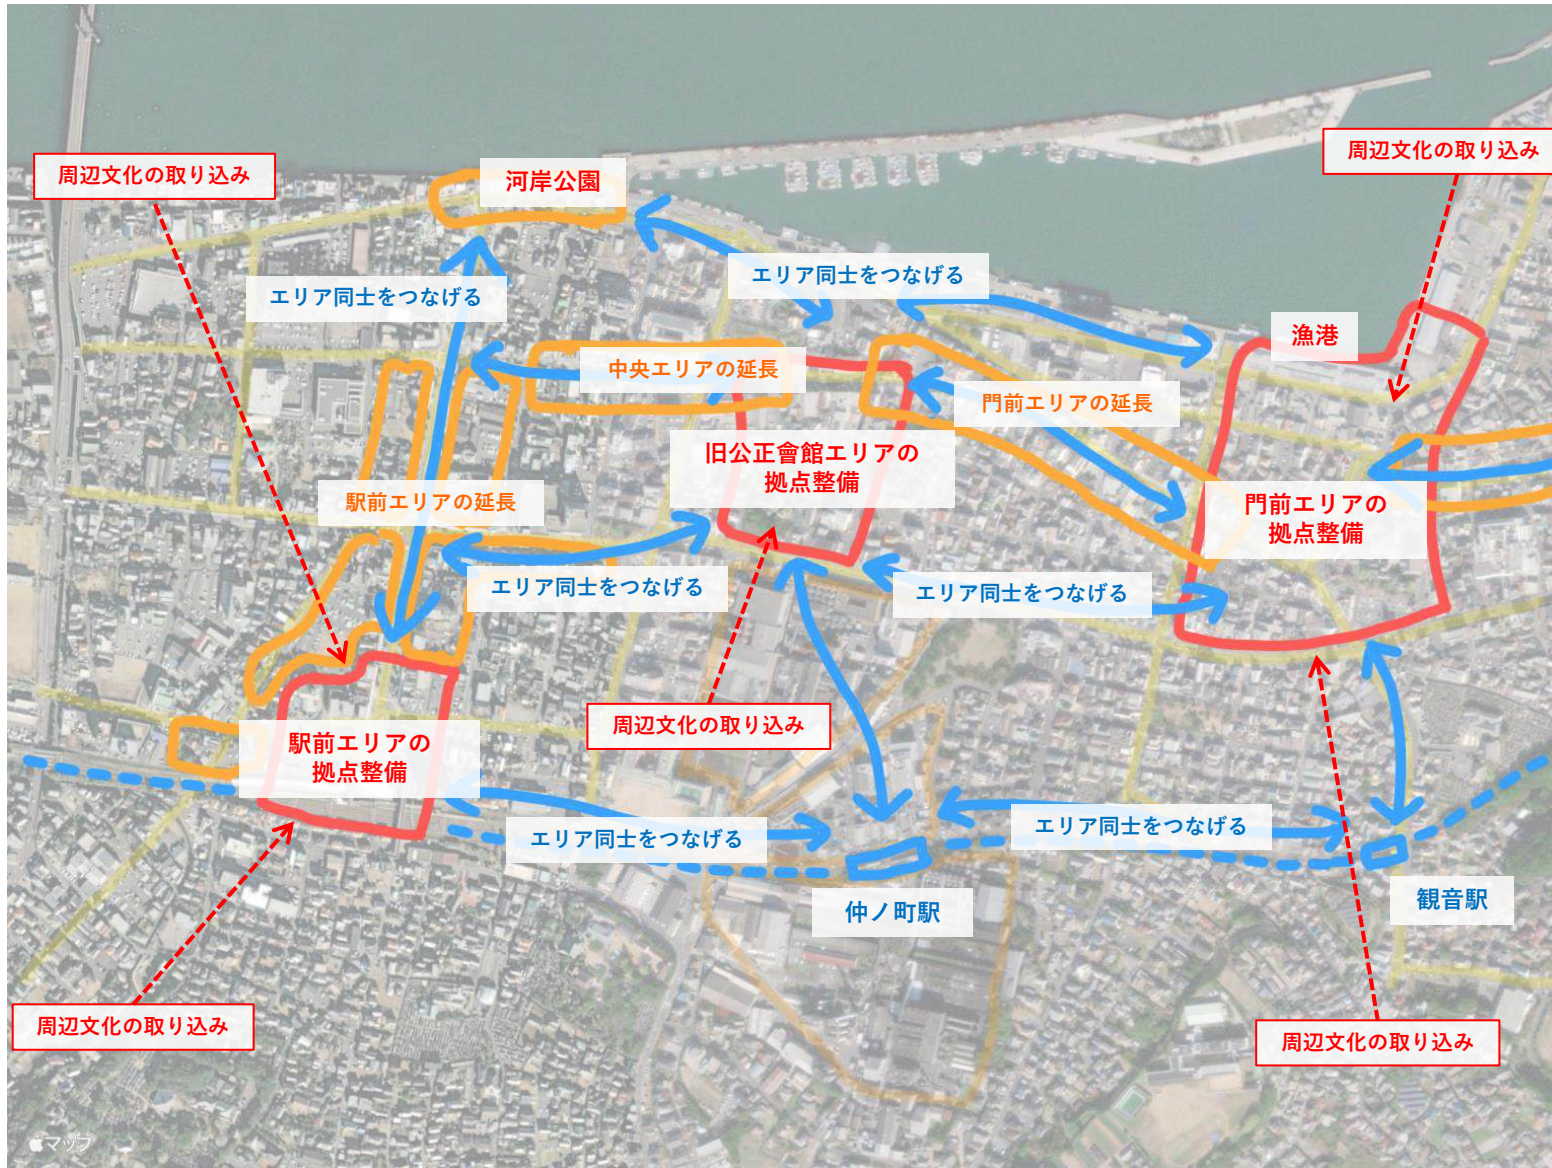 周辺文化の取り込み
河岸公園
周辺文化の取り込み
エリア同士をつなげる
エリア同士をつなげる
漁港
中央エリアの延長
門前エリアの延長
旧公正會館エリアの
拠点整備
駅前エリアの延長
門前エリアの
拠点整備
エリア同士をつなげる
エリア同士をつなげる
周辺文化の取り込み
駅前エリアの
拠点整備
エリア同士をつなげる
エリア同士をつなげる
仲ノ町駅
観音駅
周辺文化の取り込み
周辺文化の取り込み
マップ